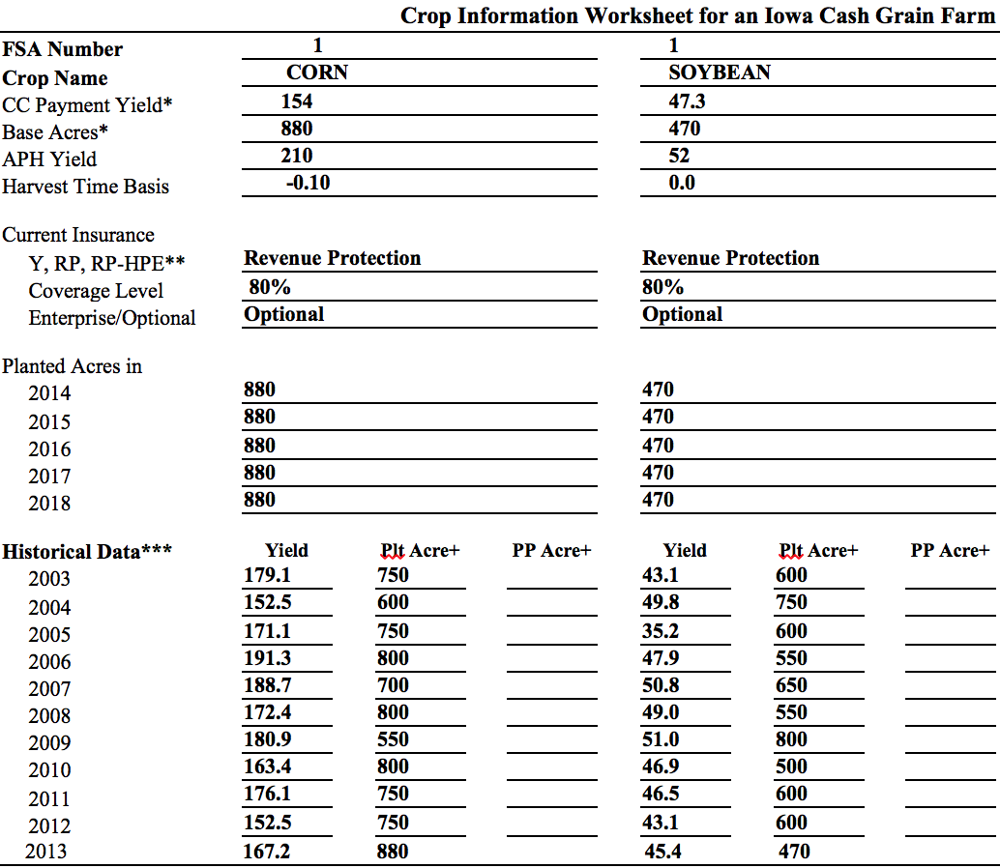 Crop Information Worksheet for an Iowa Cash Grain Farm
FSA Number 1 1
Crop Name CORN SOYBEAN
CC Payment Yield* 154 47.3
Base Acres* 880 470
APH Yield 210 52
Harvest Time Basis -0.10 0.0
Current Insurance
Y, RP, RP-HPE** Revenue Protection Revenue Protection
Coverage Level 80% 80%
Enterprise/Optional Optional Optional
Planted Acres in
2014 880 470
2015 880 470
2016 880 470
2017 880 470
2018 880 470
Historical Data*** Yield Plt Acre+ PP Acre+ Yield Plt Acre+ PP Acre+
2003 179.1 750 43.1 600
2004 152.5 600 49.8 750
2005 171.1 750 35.2 600
2006 191.3 800 47.9 550
2007 188.7 700 50.8 650
2008 172.4 800 49.0 550
2009 180.9 550 51.0 800
2010 163.4 800 46.9 500
2011 176.1 750 46.5 600
2012 152.5 750 43.1 600
2013 167.2 880 45.4 470